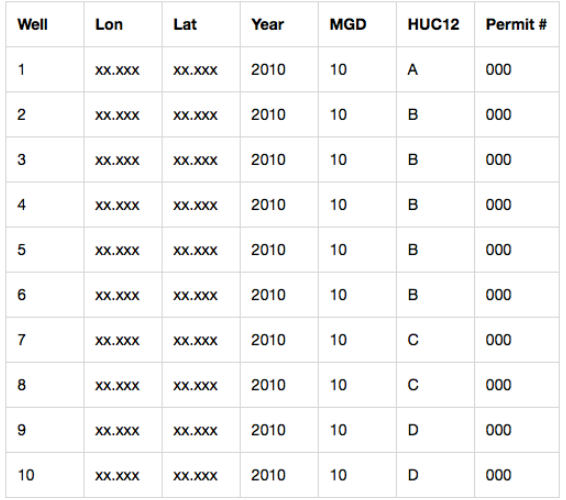 Well Lon Lat Year MGD HUC12 Permit #
1 xx.xxx xx.xxx 2010 10 A 000
2 xx.xxx xx.xxx 2010 10 B 000
3 xx.xxx xx.xxx 2010 10 B 000
4 xx.xxx xx.xxx 2010 10 B 000
5 xx.xxx xx.xxx 2010 10 B 000
6 xx.xxx xx.xxx 2010 10 B 000
7 xx.xxx xx.xxx 2010 10 C 000
8 xx.xxx xx.xxx 2010 10 C 000
9 xx.xxx xx.xxx 2010 10 D 000
10 xx.xxx xx.xxx 2010 10 D 000